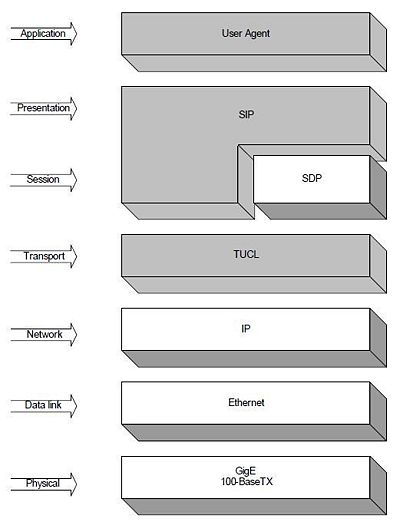 Application
User Agent
Presentation
SIP
Session
SDP
Transport
TUCL
Network
IP
Data link
Ethernet
Physical
GigE
100-BaseTX